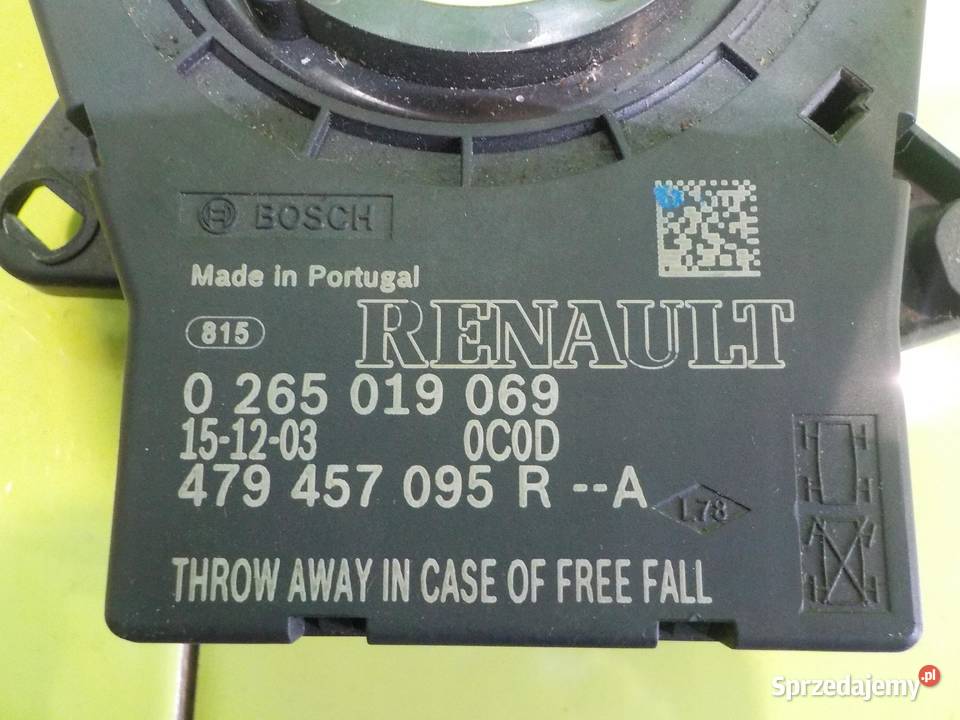 BOSCH
Made in Portugal
815
RENAULT
0 265 019 069
15-12-03 0C0D
479 457 095 R --A
L78
THROW AWAY IN CASE OF FREE FALL
Sprzedajemy.pl